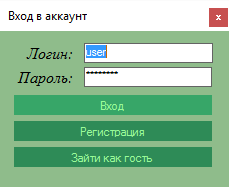 Вход в аккаунт x
Логин: user
Пароль: ********
Вход
Регистрация
Зайти как гость